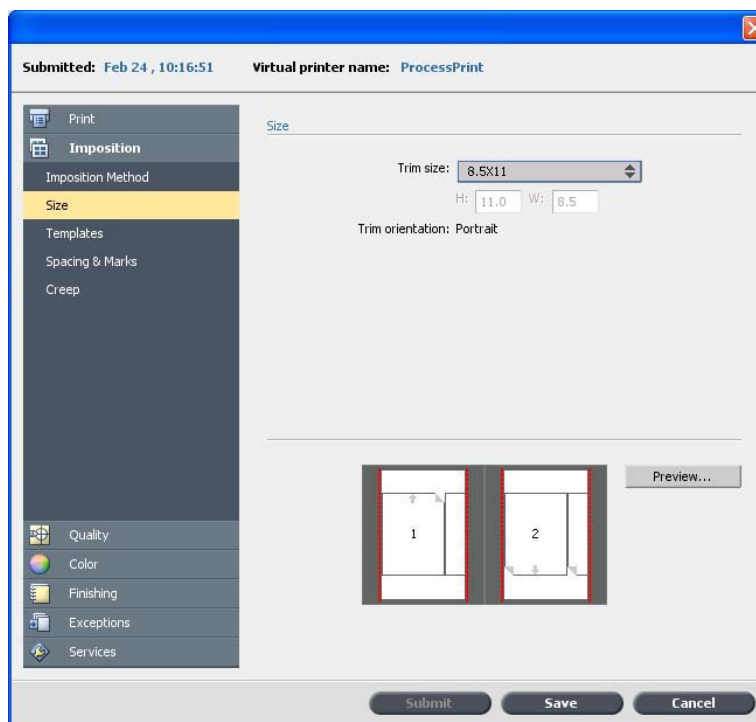 Submitted: Feb 24 , 10:16:51 Virtual printer name: ProcessPrint
Print
Imposition
Imposition Method
Size
Templates
Spacing & Marks
Creep
Quality
Color
Finishing
Exceptions
Services
Size
Trim size: 8.5X11
H: 11.0 W: 8.5
Trim orientation: Portrait
1 2
Preview...
Submit Save Cancel